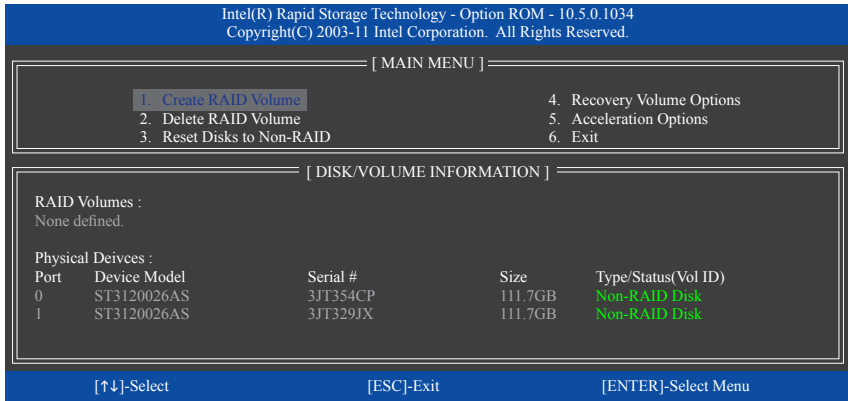 Intel(R) Rapid Storage Technology - Option ROM - 10.5.0.1034
Copyright(C) 2003-11 Intel Corporation. All Rights Reserved.
[ MAIN MENU ]
1. Create RAID Volume
2. Delete RAID Volume
3. Reset Disks to Non-RAID
4. Recovery Volume Options
5. Acceleration Options
6. Exit
[ DISK/VOLUME INFORMATION ]
RAID Volumes :
None defined.
Physical Deivces :
Port Device Model Serial # Size Type/Status(Vol ID)
0 ST3120026AS 3JT354CP 111.7GB Non-RAID Disk
1 ST3120026AS 3JT329JX 111.7GB Non-RAID Disk
[↑↓]-Select [ESC]-Exit [ENTER]-Select Menu